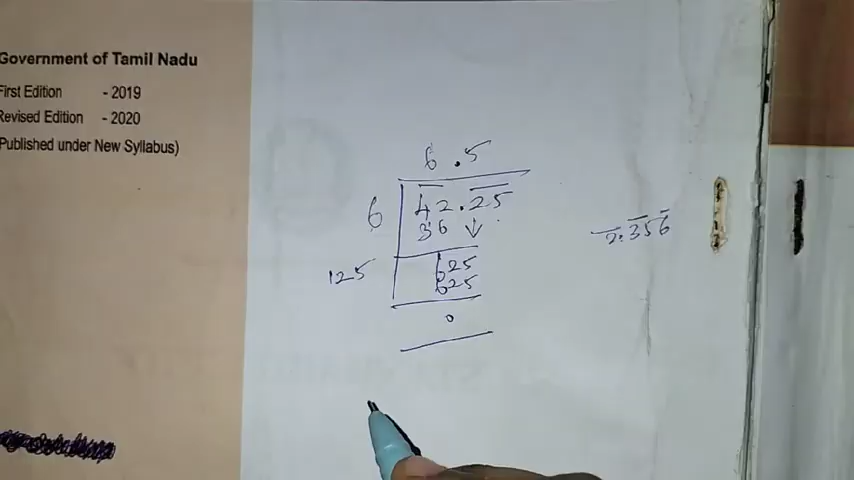 Government of Tamil Nadu
First Edition - 2019
Revised Edition - 2020
(Published under New Syllabus)
6.5
6 42.25
36
125 625
625
0
2.356